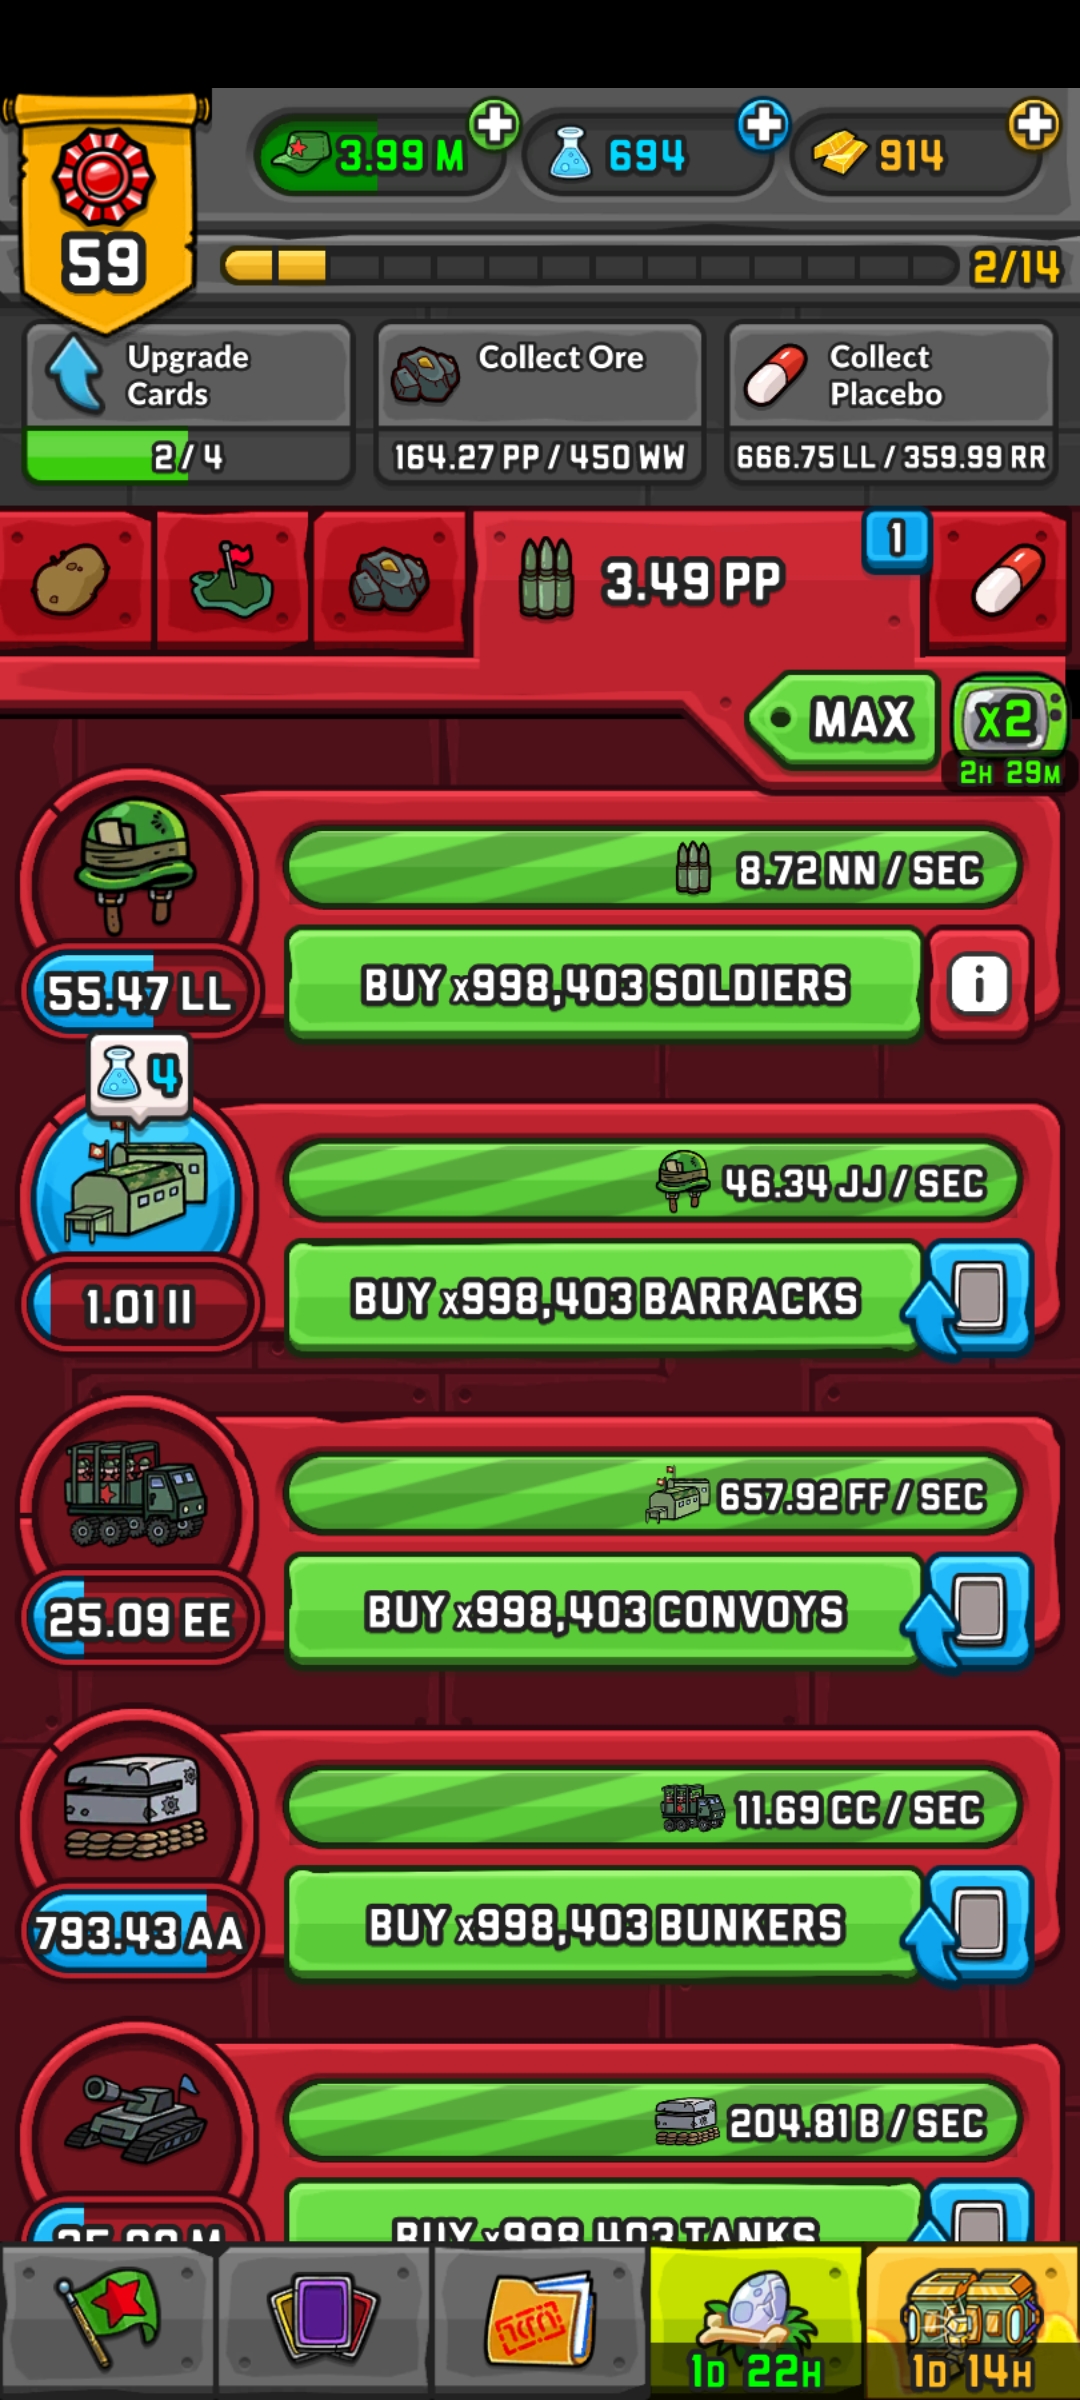 3.99 M
694
914
59
2/14
Upgrade
Cards
2/4
Collect Ore
164.27 PP / 450 WW
Collect
Placebo
666.75 LL / 359.99 RR
3.49 PP
1
MAX
x2
2H 29M
8.72 NN / SEC
55.47 LL
BUY x998,403 SOLDIERS
i
4
46.34 JJ / SEC
1.01 II
BUY x998,403 BARRACKS
657.92 FF / SEC
25.09 EE
BUY x998,403 CONVOYS
11.69 CC / SEC
793.43 AA
BUY x998,403 BUNKERS
204.81 B / SEC
BUY x998,403 TANKS
1D 22H
1D 14H